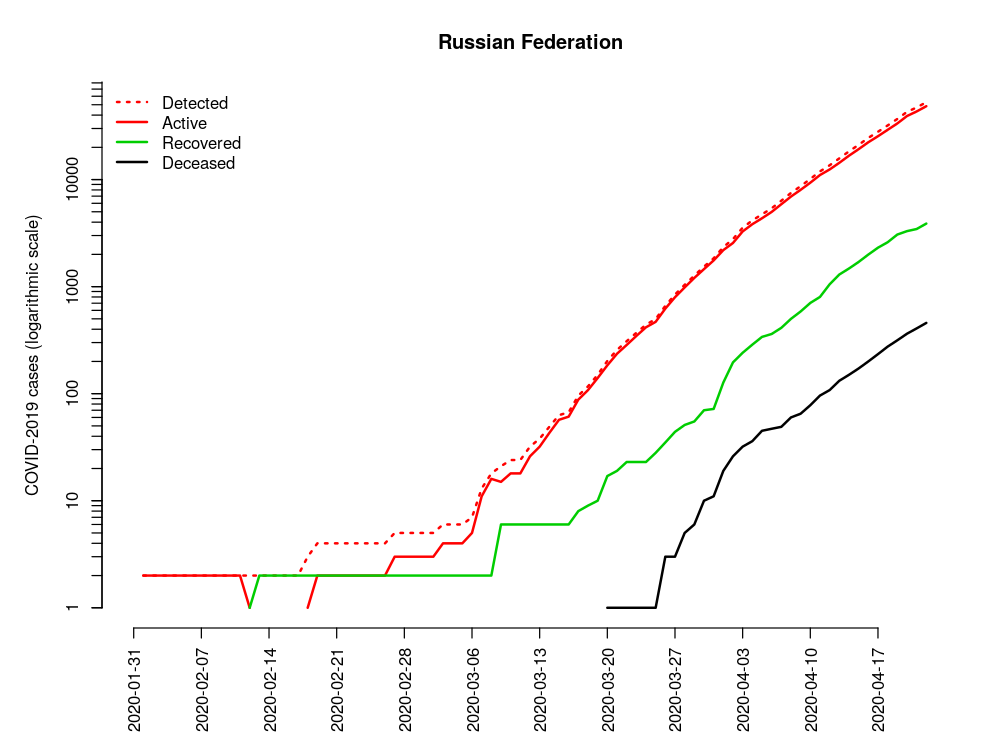 Russian Federation
Detected
Active
Recovered
Deceased
COVID-2019 cases (logarithmic scale)
10000
1000
100
10
1
2020-01-31
2020-02-07
2020-02-14
2020-02-21
2020-02-28
2020-03-06
2020-03-13
2020-03-20
2020-03-27
2020-04-03
2020-04-10
2020-04-17